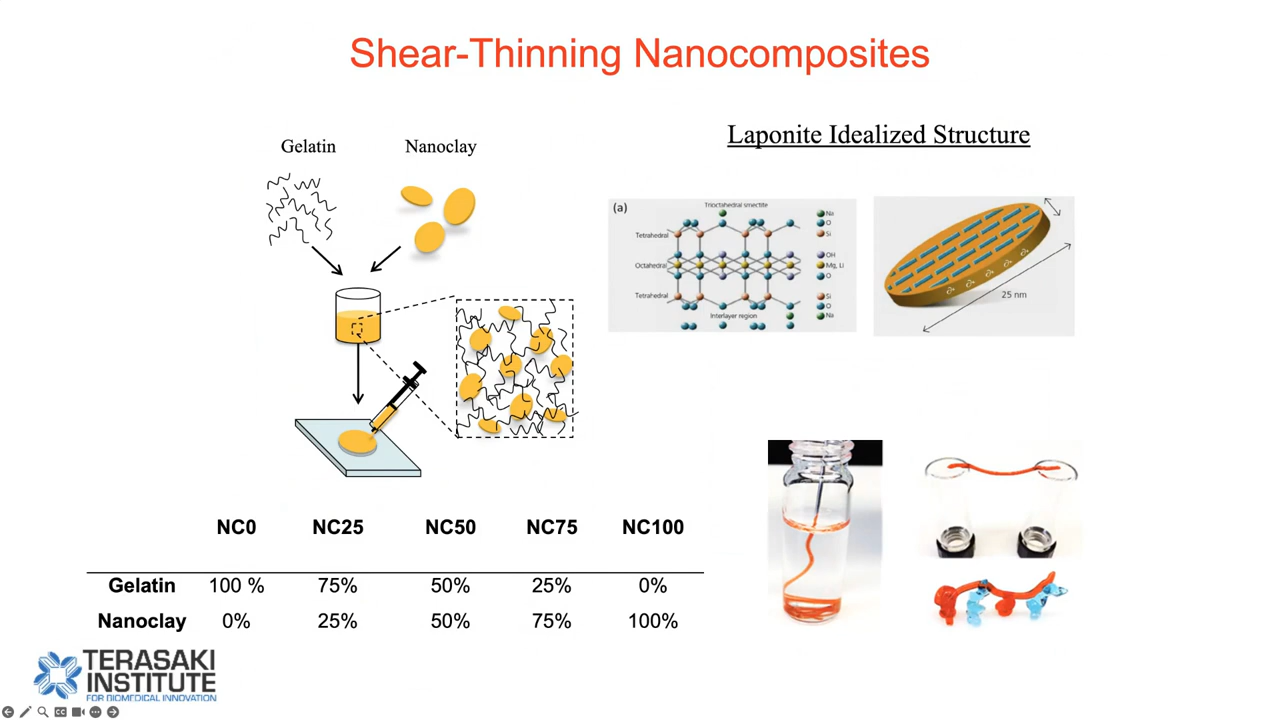 Shear-Thinning Nanocomposites
Gelatin
Nanoclay
Laponite Idealized Structure
(a)
Trioctahedral smectite
Na
O
Si
Tetrahedral
OH
Octahedral
Mg, Li
O
Tetrahedral
Si
O
Interlayer region
Na
25 nm
NC0 NC25 NC50 NC75 NC100
Gelatin 100 % 75% 50% 25% 0%
Nanoclay 0% 25% 50% 75% 100%
TERASAKI
INSTITUTE
FOR BIOMEDICAL INNOVATION